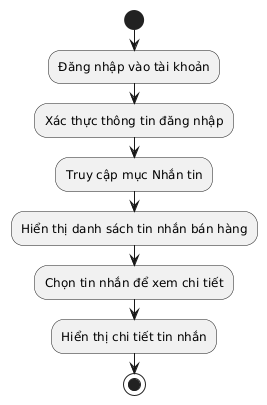 Đăng nhập vào tài khoản
Xác thực thông tin đăng nhập
Truy cập mục Nhắn tin
Hiển thị danh sách tin nhắn bán hàng
Chọn tin nhắn để xem chi tiết
Hiển thị chi tiết tin nhắn